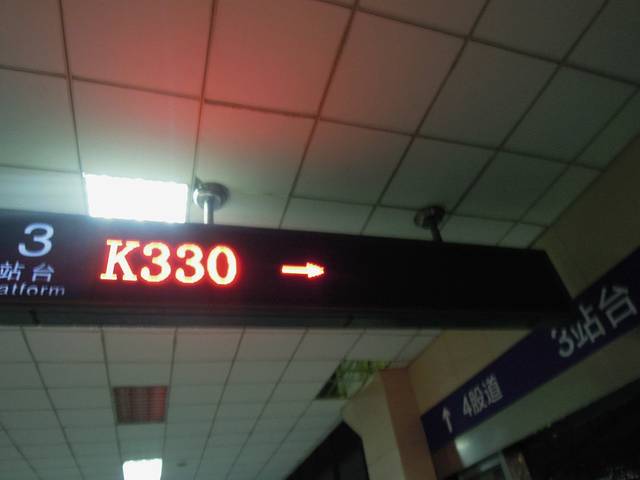 3
站台
atform
K330 →
3站台
↑ 4股道